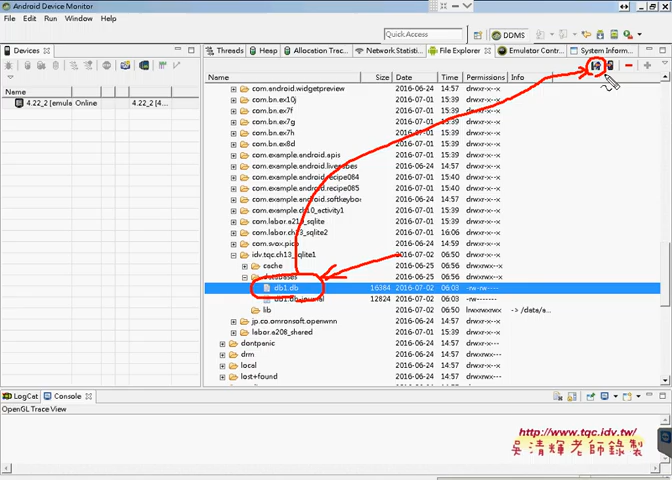 Android Device Monitor
File Edit Run Window Help
Quick Access
DDMS
Devices
Name
4.22_2 [emula Online 4.22_2 [444...
Threads Heap Allocation Trac... Network Statisti... File Explorer Emulator Contr... System Inform...
Name Size Date Time Permissions Info
com.android.widgetpreview 2016-06-24 14:57 drwxr-x--x
com.bn.ex10j 2016-07-01 15:39 drwxr-x--x
com.bn.ex7f 2016-07-01 15:39 drwxr-x--x
com.bn.ex7g 2016-07-01 15:39 drwxr-x--x
com.bn.ex7h 2016-07-01 15:39 drwxr-x--x
com.bn.ex8d 2016-07-01 15:39 drwxr-x--x
com.example.android.apis 2016-06-24 14:57 drwxr-x--x
com.example.android.livecubes 2016-06-24 14:57 drwxr-x--x
com.example.android.recipe084 2016-07-01 15:40 drwxr-x--x
com.example.android.recipe085 2016-07-01 15:40 drwxr-x--x
com.example.android.softkeyboar 2016-06-24 14:57 drwxr-x--x
com.example.ch10_activity1 2016-07-01 15:39 drwxr-x--x
com.labor.a210_sqlite 2016-07-01 15:39 drwxr-x--x
com.labor.ch13_sqlite2 2016-07-01 15:39 drwxr-x--x
com.svox.pico 2016-06-24 14:57 drwxr-x--x
idv.tqc.ch13_sqlite1 2016-07-02 06:50 drwxr-x--x
cache 2016-06-25 06:56 drwxrwx--x
databases 2016-06-25 06:56 drwxrwx--x
db1.db 16384 2016-07-02 06:03 -rw-rw----
db1.db-journal 12824 2016-07-02 06:03 -rw-------
lib 2016-07-02 06:50 lrwxrwxrwx -> /data/a...
jp.co.omronsoft.openwnn 2016-06-24 14:57 drwxr-x--x
com.labor.a208_shared 2016-07-01 15:39 drwxr-x--x
dontpanic 2016-06-24 14:56 drwxr-x---
drm 2016-06-24 14:56 drwxrwx---
local 2016-06-24 14:56 drwxr-x--x
lost+found 2016-06-24 14:56 drwxrwx---
LogCat Console
OpenGL Trace View
http://www.tqc.idv.tw/
吳清輝老師錄製